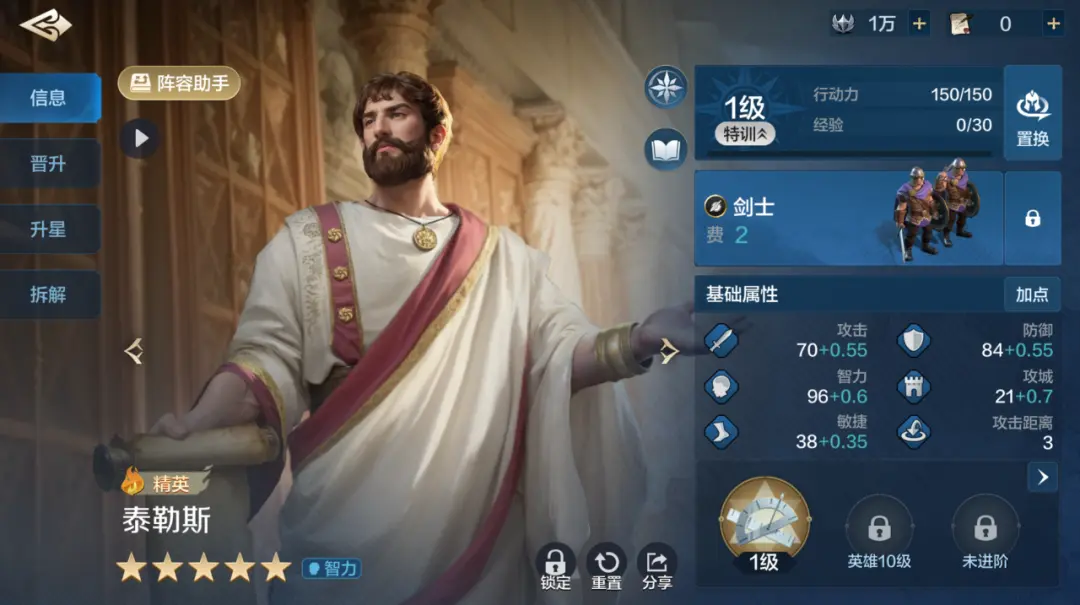 1万
0
信息
晋升
升星
拆解
阵容助手
精英
泰勒斯
智力
锁定
重置
分享
1级
特训
行动力 150/150
经验 0/30
置换
剑士
费 2
基础属性
加点
攻击 70+0.55
防御 84+0.55
智力 96+0.6
攻城 21+0.7
敏捷 38+0.35
攻击距离 3
1级
英雄10级
未进阶